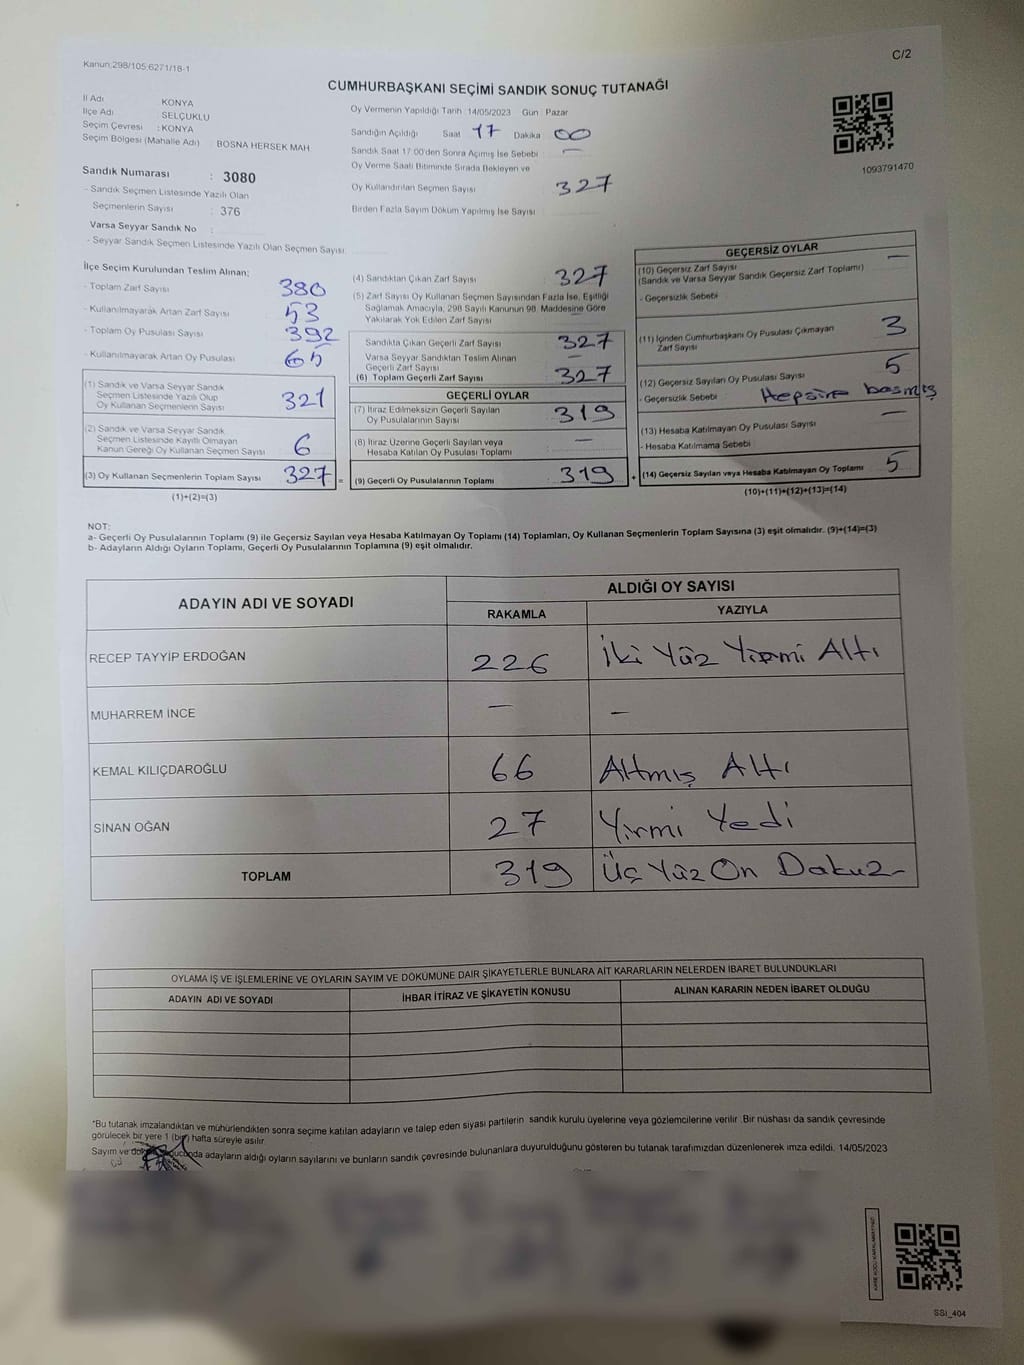 Kanun:298/105;6271/18-1
C/2
CUMHURBAŞKANI SEÇİMİ SANDIK SONUÇ TUTANAĞI
İl Adı KONYA
İlçe Adı SELÇUKLU
Seçim Çevresi : KONYA
Seçim Bölgesi (Mahalle Adı) : BOSNA HERSEK MAH
Sandık Numarası : 3080
- Sandık Seçmen Listesinde Yazılı Olan
Seçmenlerin Sayısı : 376
Varsa Seyyar Sandık No :
- Seyyar Sandık Seçmen Listesinde Yazılı Olan Seçmen Sayısı
Oy Vermenin Yapıldığı Tarih :14/05/2023 Gün : Pazar
Sandığın Açıldığı Saat 17 Dakika 00
Sandık Saat 17:00'den Sonra Açımış İse Sebebi : —
Oy Verme Saati Bitiminde Sırada Bekleyen ve
Oy Kullandırılan Seçmen Sayısı 327
Birden Fazla Sayım Döküm Yapılmış İse Sayısı
1093791470
İlçe Seçim Kurulundan Teslim Alınan;
- Toplam Zarf Sayısı 380
- Kullanılmayarak Artan Zarf Sayısı 53
- Toplam Oy Pusulası Sayısı 392
- Kullanılmayarak Artan Oy Pusulası 65
(1) Sandık ve Varsa Seyyar Sandık
Seçmen Listesinde Yazılı Olup
Oy Kullanan Seçmenlerin Sayısı 321
(2) Sandık ve Varsa Seyyar Sandık
Seçmen Listesinde Kayıtlı Olmayan
Kanun Gereği Oy Kullanan Seçmen Sayısı 6
(3) Oy Kullanan Seçmenlerin Toplam Sayısı 327 =
(1)+(2)=(3)
(4) Sandıktan Çıkan Zarf Sayısı 327
(5) Zarf Sayısı Oy Kullanan Seçmen Sayısından Fazla İse, Eşitliği
Sağlamak Amacıyla, 298 Sayılı Kanunun 98. Maddesine Göre
Yakılarak Yok Edilen Zarf Sayısı —
Sandıkta Çıkan Geçerli Zarf Sayısı 327
Varsa Seyyar Sandıktan Teslim Alınan
Geçerli Zarf Sayısı —
(6) Toplam Geçerli Zarf Sayısı 327
GEÇERLİ OYLAR
(7) İtiraz Edilmeksizin Geçerli Sayılan
Oy Pusulasının Sayısı 319
(8) İtiraz Üzerine Geçerli Sayılan veya
Hesaba Katılan Oy Pusulası Toplamı —
(9) Geçerli Oy Pusulalarının Toplamı 319 +
GEÇERSİZ OYLAR
(10) Geçersiz Zarf Sayısı —
(Sandık ve Varsa Seyyar Sandık Geçersiz Zarf Toplamı)
- Geçersizlik Sebebi
(11) İçinden Cumhurbaşkanı Oy Pusulası Çıkmayan
Zarf Sayısı 3
(12) Geçersiz Sayılan Oy Pusulası Sayısı 5
- Geçersizlik Sebebi Hepsine basmış
(13) Hesaba Katılmayan Oy Pusulası Sayısı —
- Hesaba Katılmama Sebebi
(14) Geçersiz Sayılan veya Hesaba Katılmayan Oy Toplamı 5
(10)+(11)+(12)+(13)=(14)
NOT:
a- Geçerli Oy Pusulalarının Toplamı (9) ile Geçersiz Sayılan veya Hesaba Katılmayan Oy Toplamı (14) Toplamları, Oy Kullanan Seçmenlerin Toplam Sayısına (3) eşit olmalıdır. (9)+(14)=(3)
b- Adayların Aldığı Oyların Toplamı, Geçerli Oy Pusulalarının Toplamına (9) eşit olmalıdır.
ADAYIN ADI VE SOYADI
ALDIĞI OY SAYISI
RAKAMLA YAZIYLA
RECEP TAYYİP ERDOĞAN 226 İki Yüz Yirmi Altı
MUHARREM İNCE — —
KEMAL KILIÇDAROĞLU 66 Altmış Altı
SİNAN OĞAN 27 Yirmi Yedi
TOPLAM 319 Üç Yüz On Dokuz
OYLAMA İŞ VE İŞLEMLERİNE VE OYLARIN SAYIM VE DÖKÜMÜNE DAİR ŞİKAYETLERLE BUNLARA AİT KARARLARIN NELERDEN İBARET BULUNDUKLARI
ADAYIN ADI VE SOYADI İHBAR İTİRAZ VE ŞİKAYETİN KONUSU ALINAN KARARIN NEDEN İBARET OLDUĞU
*Bu tutanak imzalandıktan ve mühürlendikten sonra seçime katılan adayların ve talep eden siyasi partilerin sandık kurulu üyelerine veya gözlemcilerine verilir. Bir nüshası da sandık çevresinde
görülecek bir yere 1 (bir) hafta süreyle asılır.
Sayım ve adayların aldığı oyların sayılarını ve bunların sandık çevresinde bulunanlara duyurulduğunu gösteren bu tutanak tarafımızdan düzenlenerek imza edildi. 14/05/2023
SSI_404